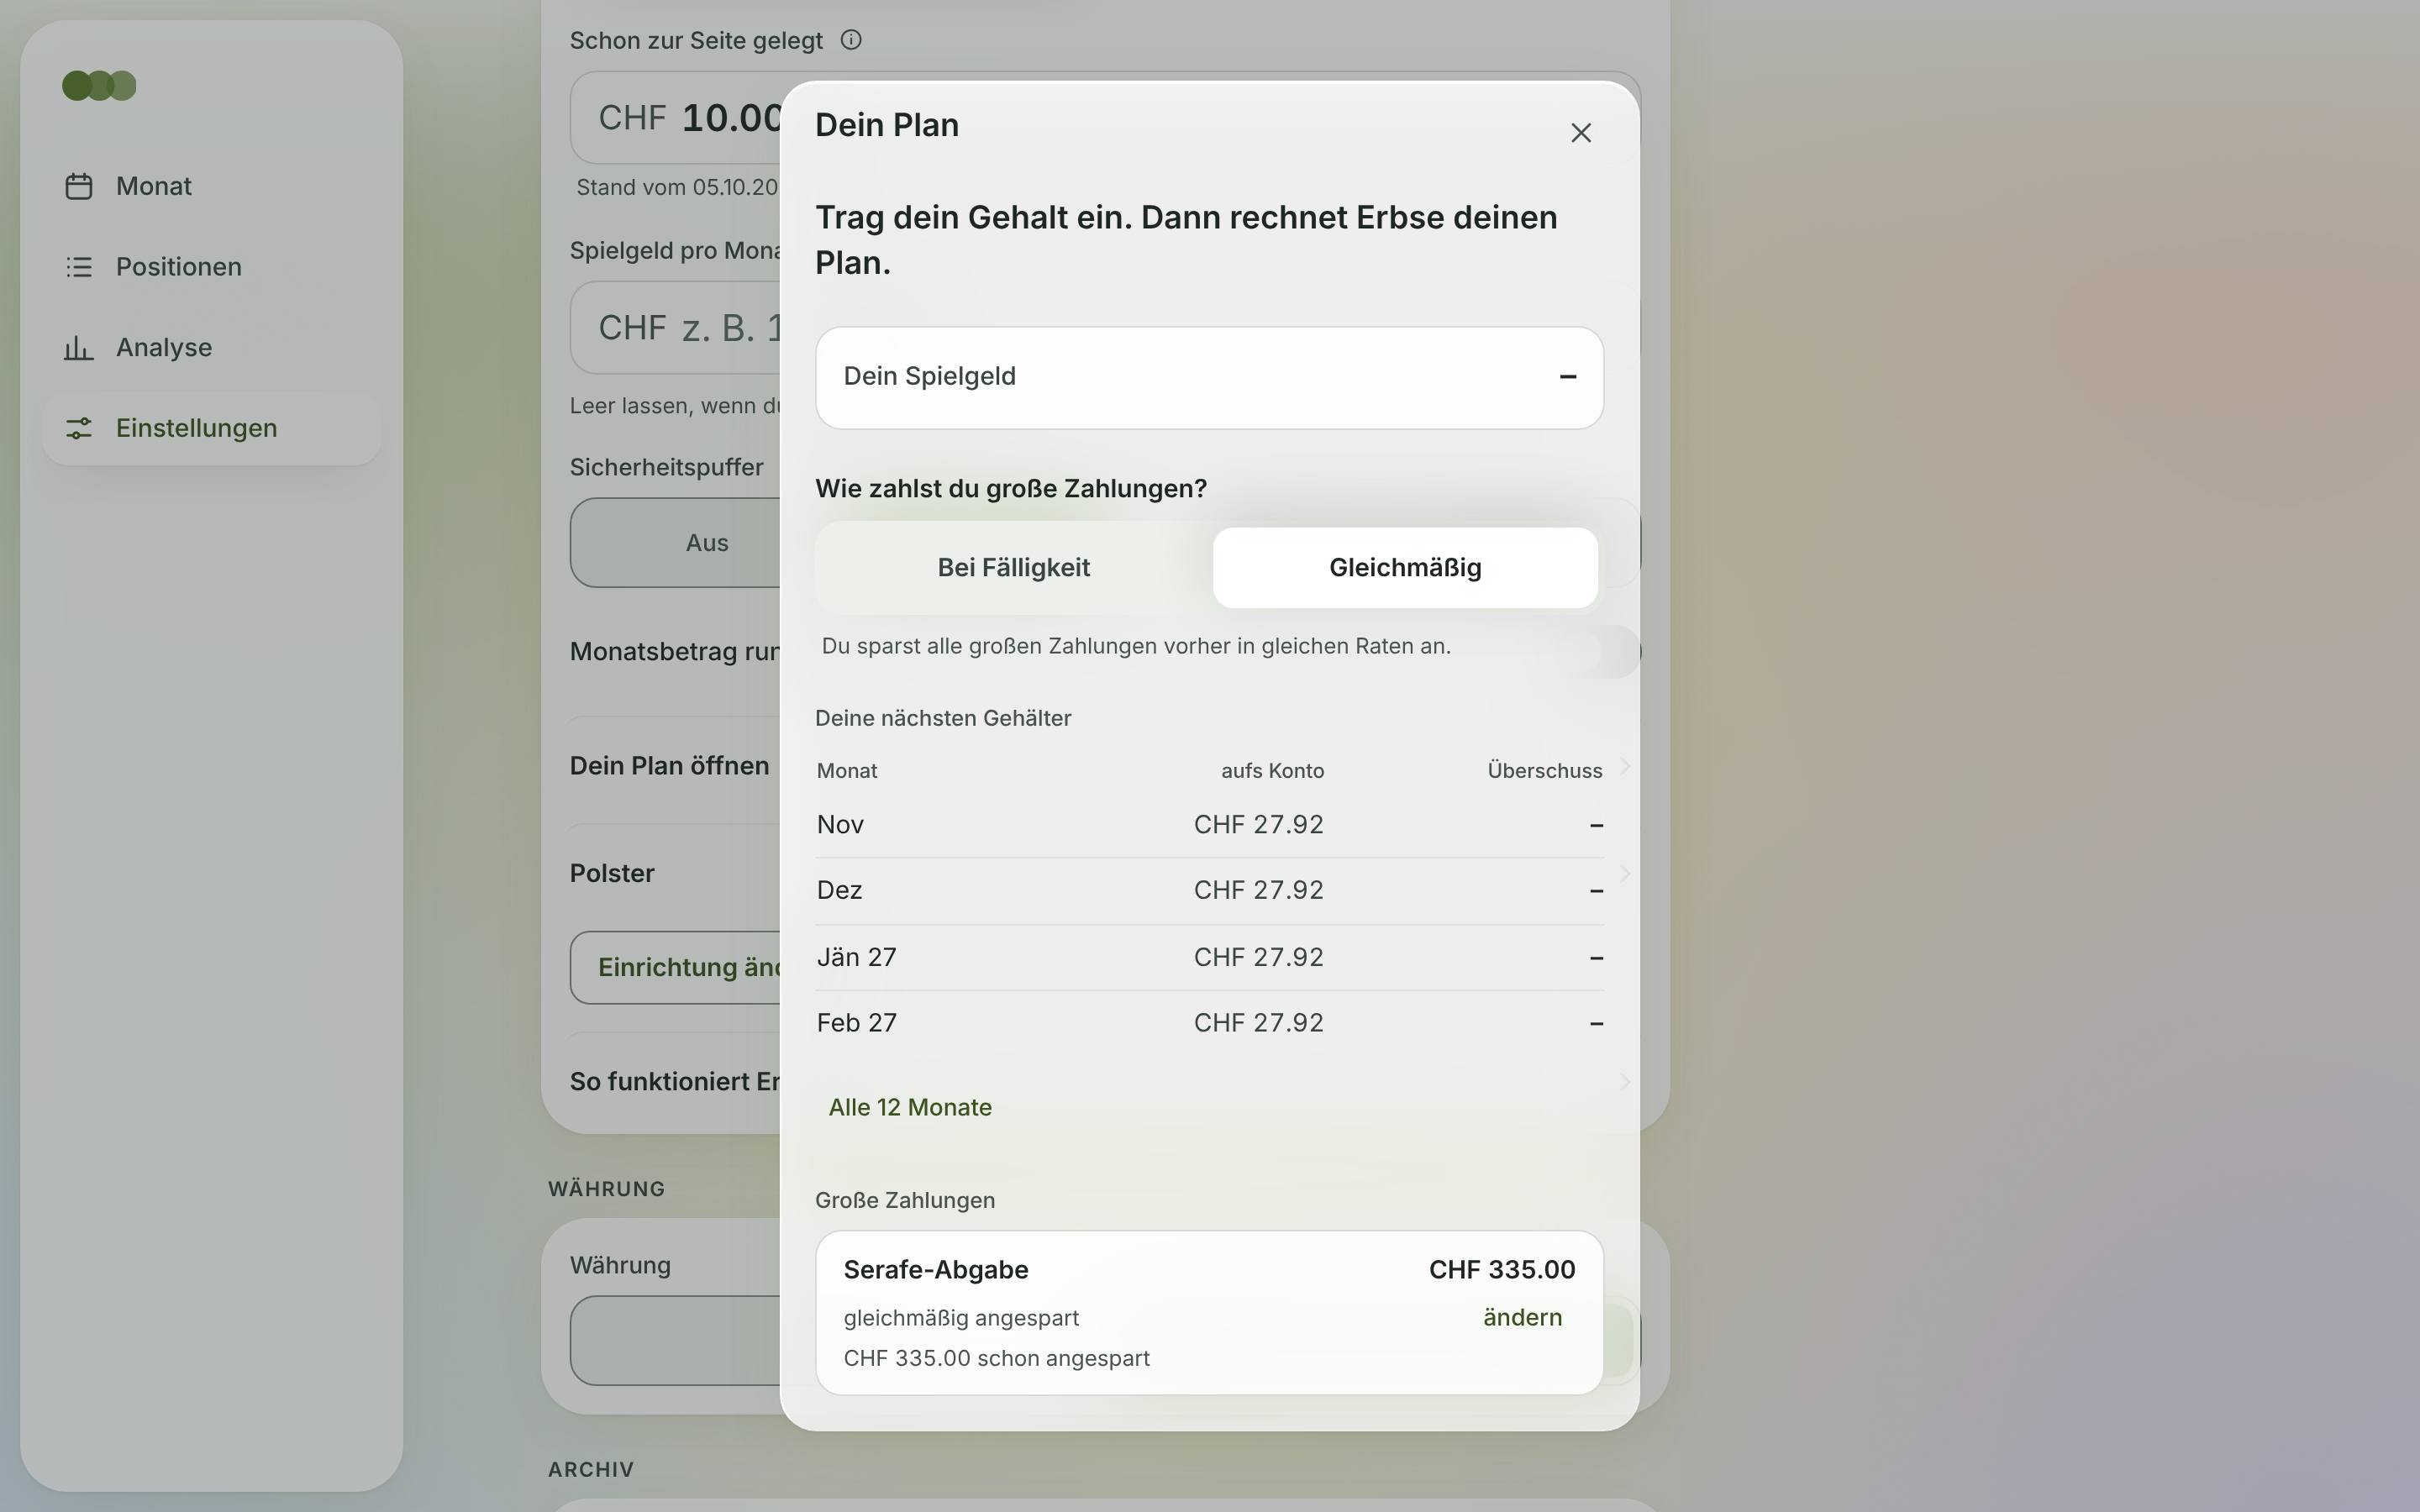 Monat
Positionen
Analyse
Einstellungen
Schon zur Seite gelegt
CHF 10.00
Stand vom 05.10.20
Spielgeld pro Mona
CHF z. B. 1
Leer lassen, wenn du
Sicherheitspuffer
Aus
Monatsbetrag run
Dein Plan öffnen
Polster
Einrichtung änd
So funktioniert Er
WÄHRUNG
Währung
ARCHIV
Dein Plan
Trag dein Gehalt ein. Dann rechnet Erbse deinen
Plan.
Dein Spielgeld –
Wie zahlst du große Zahlungen?
Bei Fälligkeit Gleichmäßig
Du sparst alle großen Zahlungen vorher in gleichen Raten an.
Deine nächsten Gehälter
Monat aufs Konto Überschuss
Nov CHF 27.92 –
Dez CHF 27.92 –
Jän 27 CHF 27.92 –
Feb 27 CHF 27.92 –
Alle 12 Monate
Große Zahlungen
Serafe-Abgabe CHF 335.00
gleichmäßig angespart ändern
CHF 335.00 schon angespart